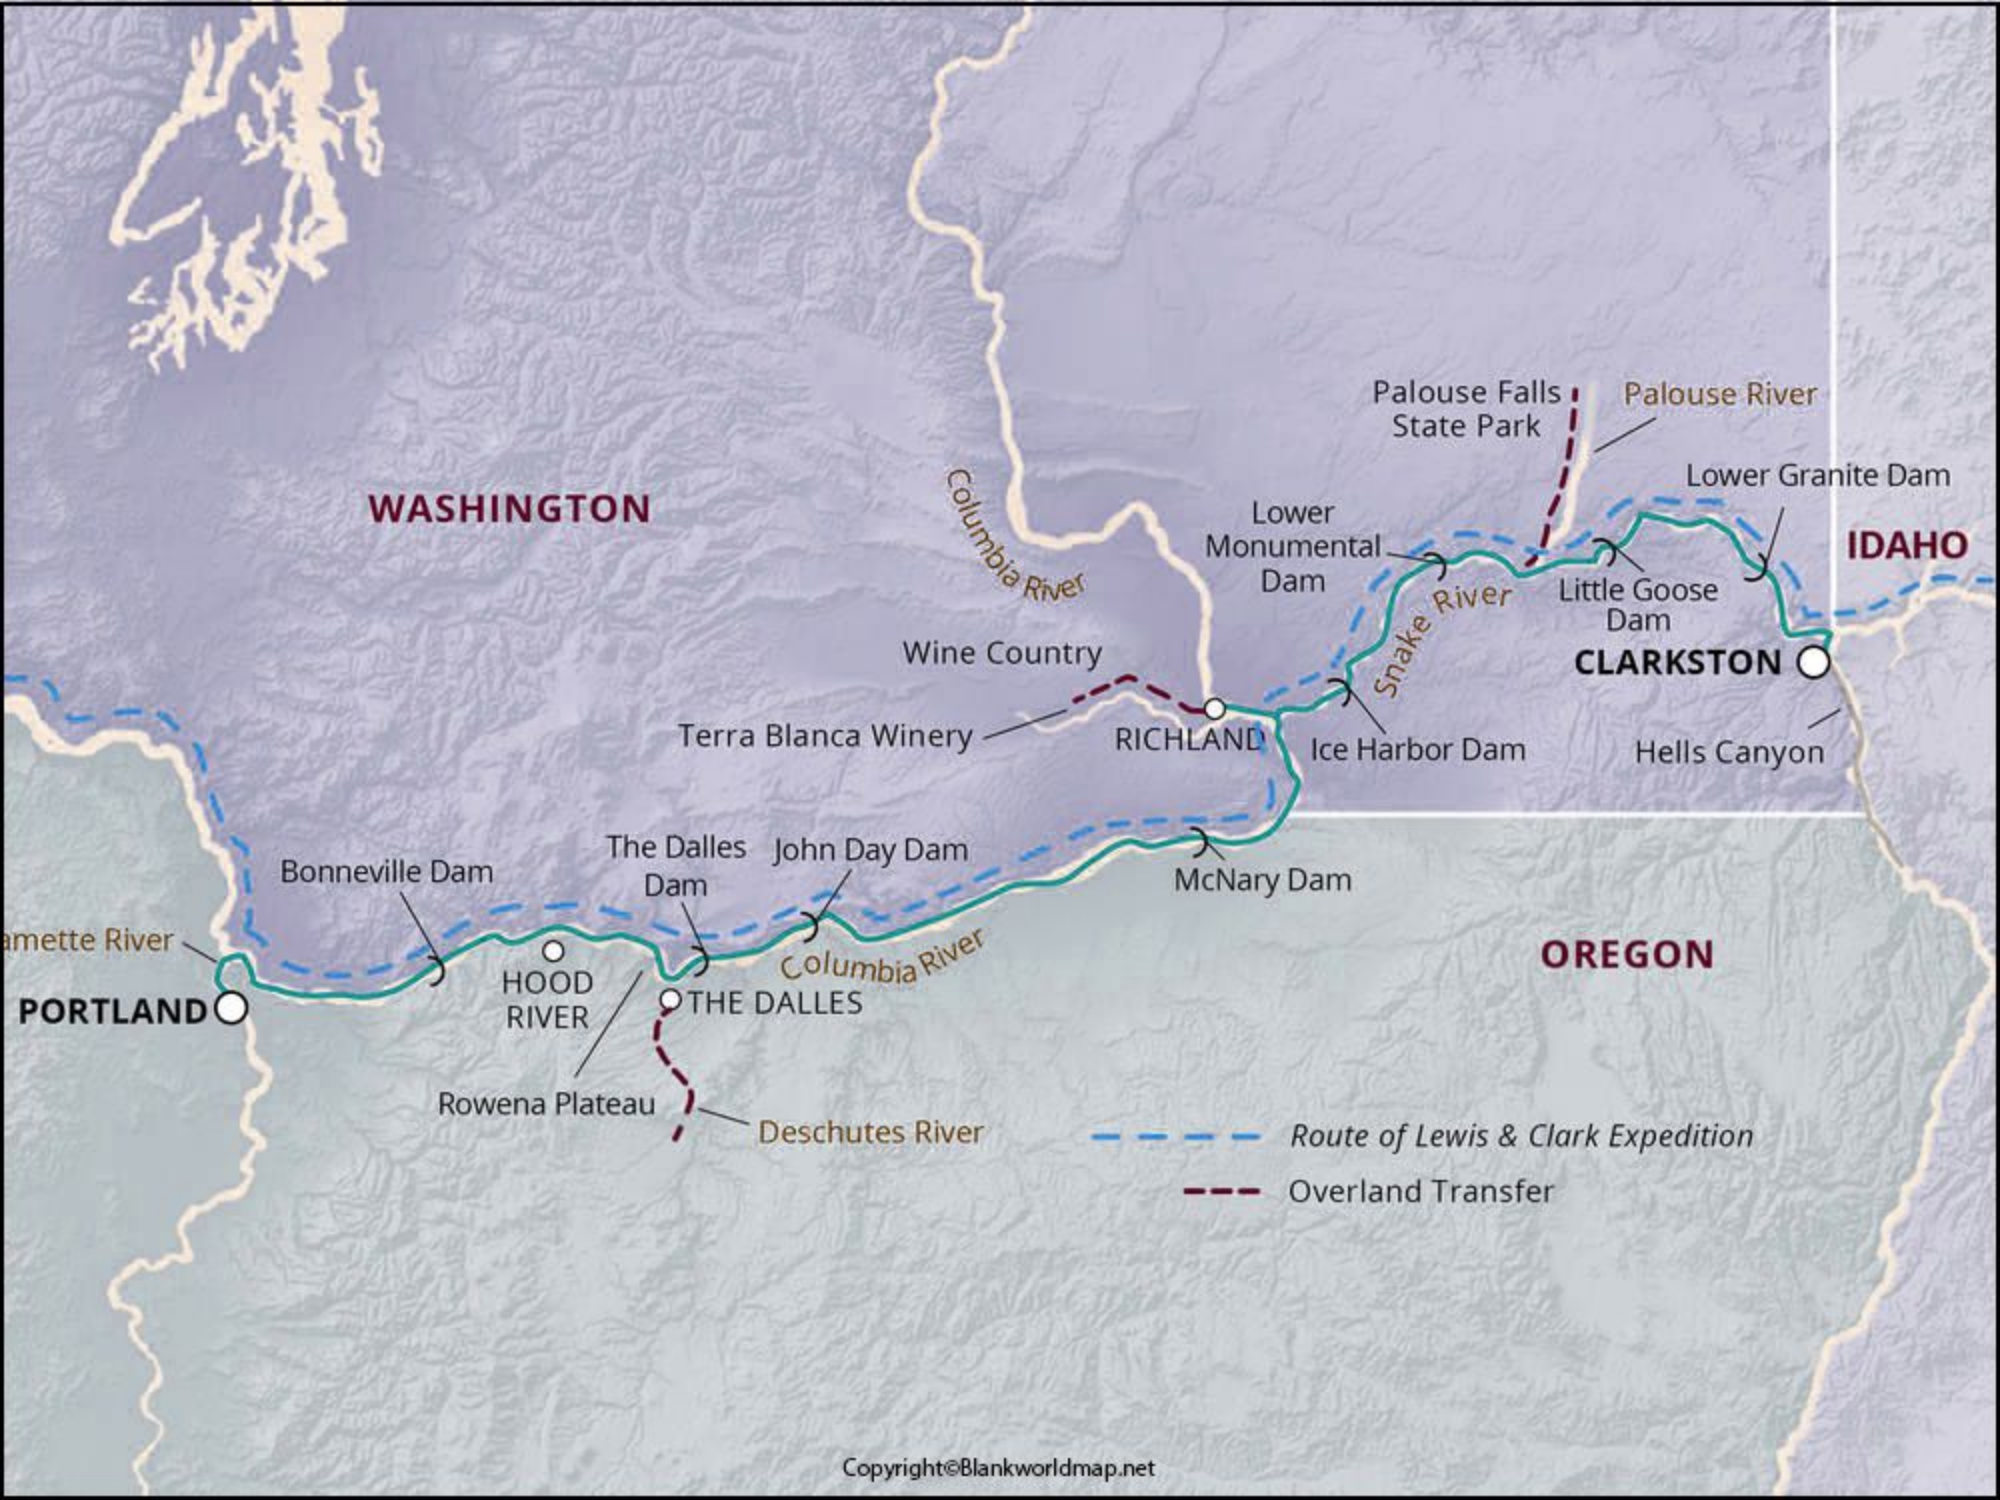 Palouse Falls
State Park
Palouse River
Lower Granite Dam
WASHINGTON
Columbia River
Lower
Monumental
Dam
IDAHO
Little Goose
Dam
Snake River
CLARKSTON
Wine Country
Terra Blanca Winery
RICHLAND
Ice Harbor Dam
Hells Canyon
The Dalles
Dam
John Day Dam
Bonneville Dam
McNary Dam
amette River
Columbia River
OREGON
HOOD
RIVER
THE DALLES
PORTLAND
Rowena Plateau
Deschutes River
Route of Lewis & Clark Expedition
Overland Transfer
Copyright©Blankworldmap.net